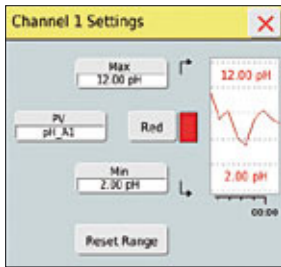 Channel 1 Settings
Max
12.00 pH
12.00 pH
PV
pH_A1
Red
Min
2.00 pH
2.00 pH
00:00
Reset Range